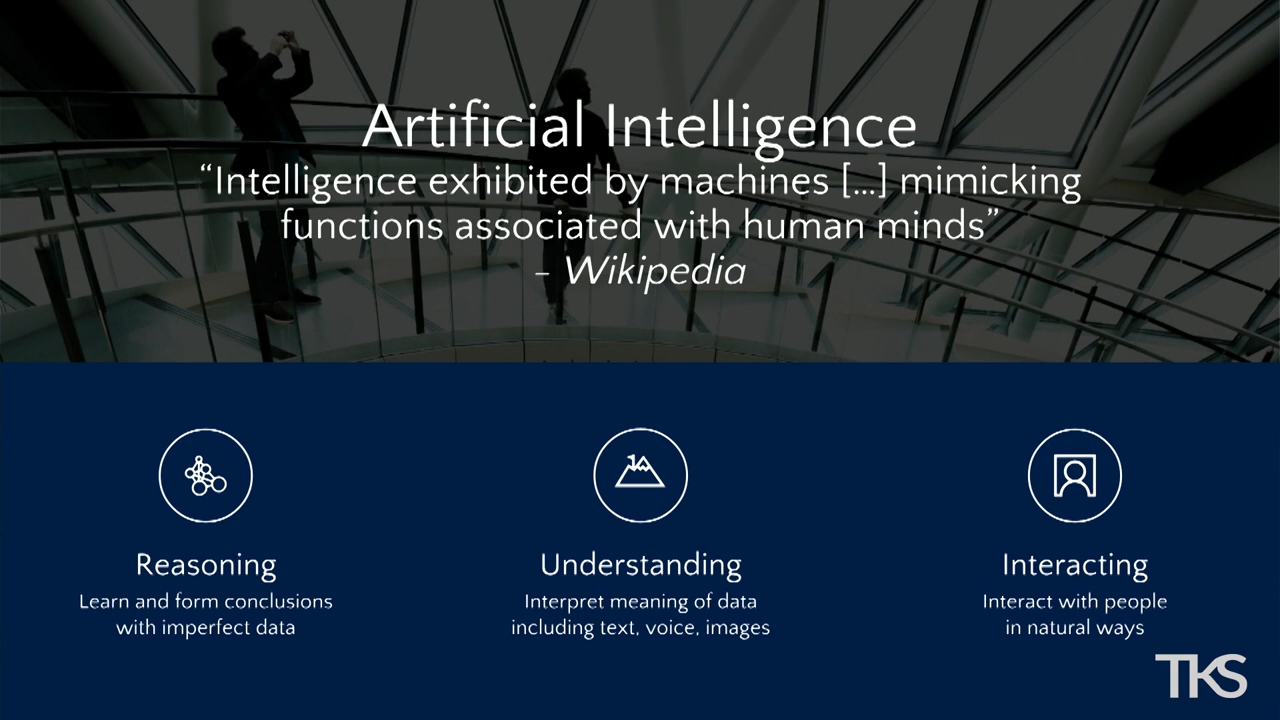 Artificial Intelligence
“Intelligence exhibited by machines [...] mimicking
functions associated with human minds”
- Wikipedia
Reasoning
Learn and form conclusions
with imperfect data
Understanding
Interpret meaning of data
including text, voice, images
Interacting
Interact with people
in natural ways
TKS